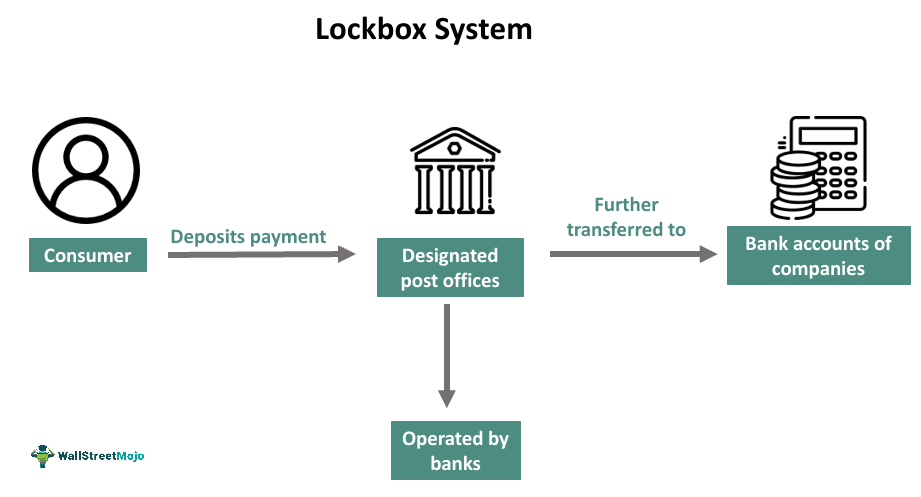 Lockbox System
Consumer
Deposits payment
Designated
post offices
Further
transferred to
Bank accounts of
companies
Operated by
banks
WallStreetMojo